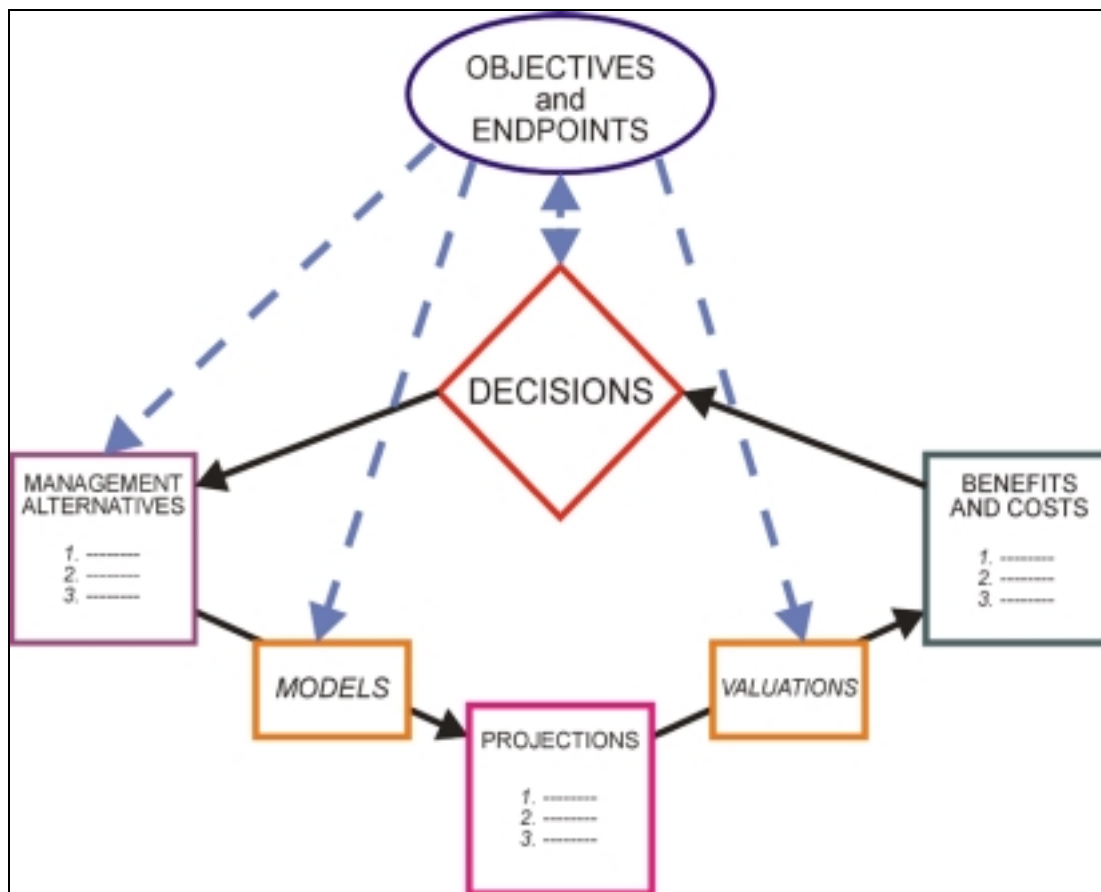 OBJECTIVES
and
ENDPOINTS
DECISIONS
MANAGEMENT
ALTERNATIVES
1. --------
2. --------
3. --------
BENEFITS
AND COSTS
1. --------
2. --------
3. --------
MODELS
VALUATIONS
PROJECTIONS
1. --------
2. --------
3. --------